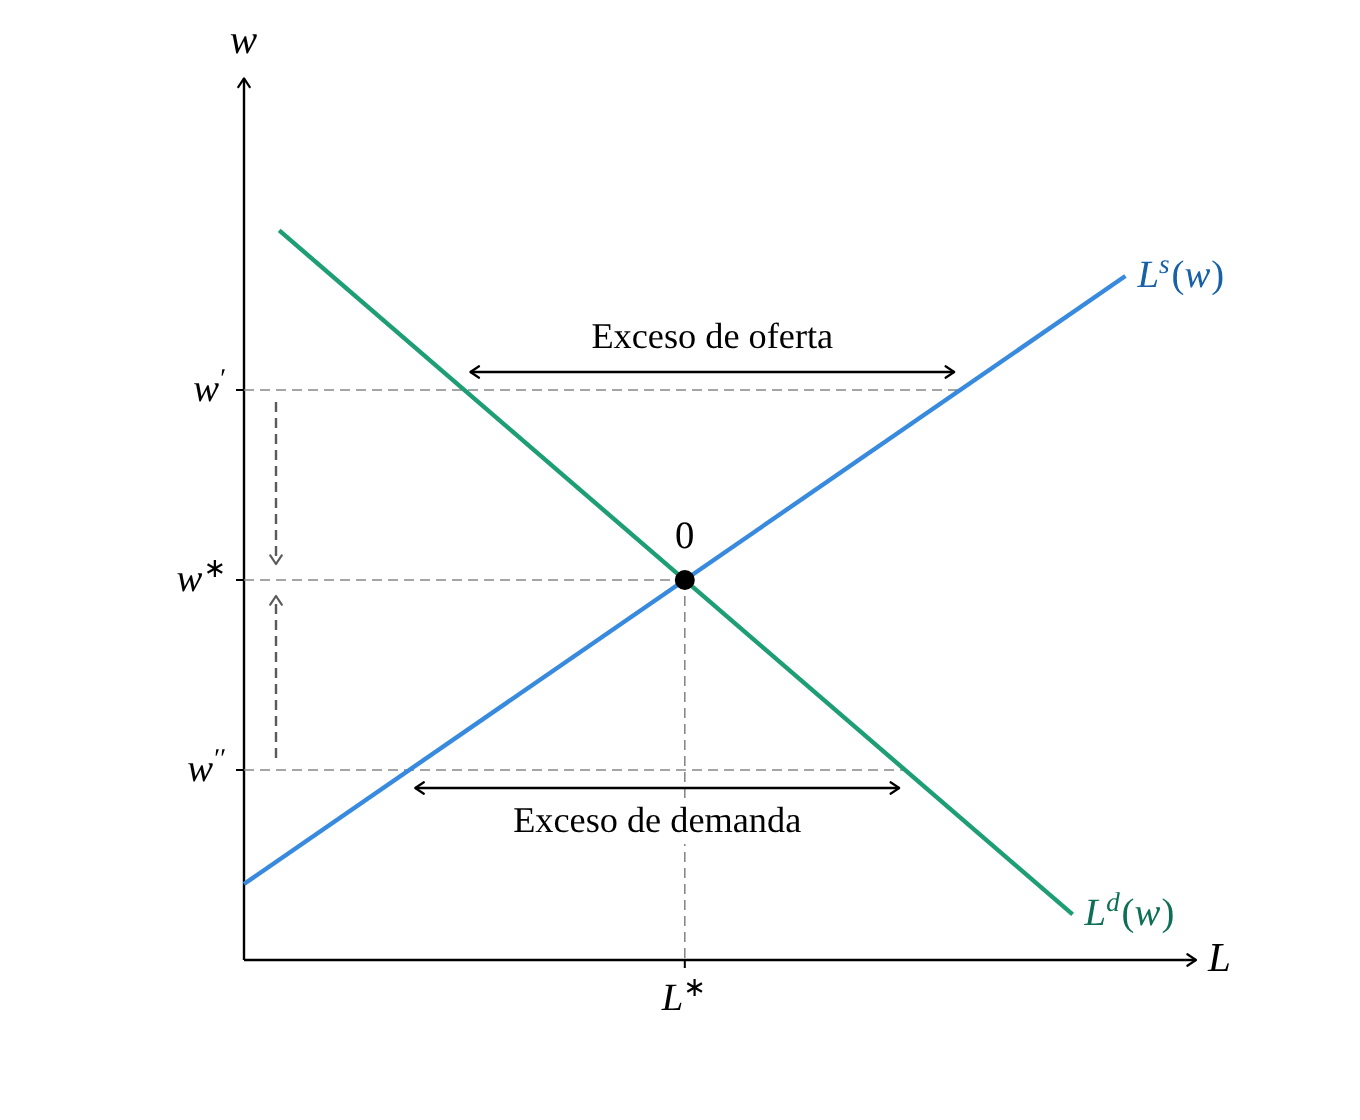 w
Lˢ(w)
Exceso de oferta
w′
0
w*
w′′
Exceso de demanda
Lᵈ(w)
L
L*